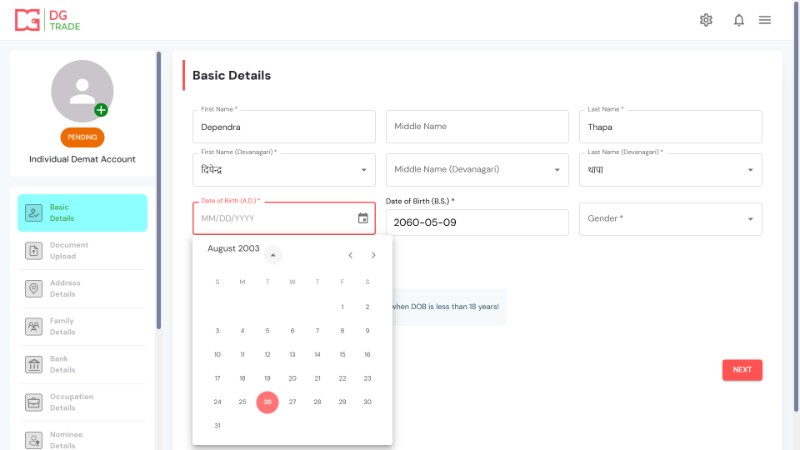 DG
TRADE
PENDING
Individual Demat Account
Basic
Details
Document
Upload
Address
Details
Family
Details
Bank
Details
Occupation
Details
Nominee
Details
Basic Details
First Name *
Dependra
Middle Name
Last Name *
Thapa
First Name (Devanagari) *
दिपेन्द्र
Middle Name (Devanagari)
Last Name (Devanagari) *
थापा
Date of Birth (A.D.) *
MM/DD/YYYY
Date of Birth (B.S.) *
2060-05-09
Gender *
August 2003
S M T W T F S
1 2
3 4 5 6 7 8 9
10 11 12 13 14 15 16
17 18 19 20 21 22 23
24 25 26 27 28 29 30
31
when DOB is less than 18 years!
NEXT